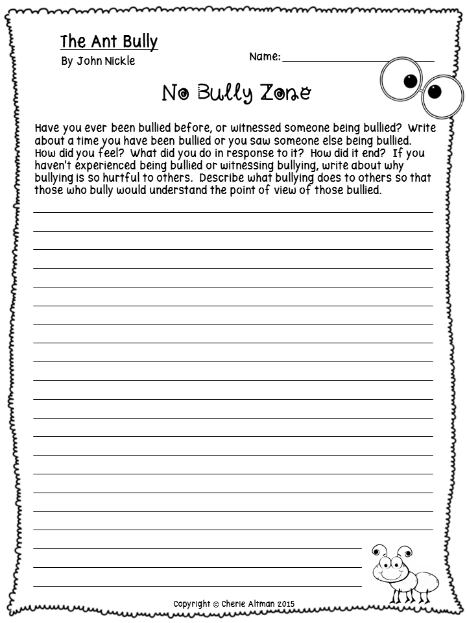 The Ant Bully
By John Nickle
Name:
No Bully Zone
Have you ever been bullied before, or witnessed someone being bullied?  Write
about a time you have been bullied or you saw someone else being bullied.
How did you feel?  What did you do in response to it?  How did it end?  If you
haven't experienced being bullied or witnessing bullying, write about why
bullying is so hurtful to others.  Describe what bullying does to others so that
those who bully would understand the point of view of those bullied.
Copyright © Cherie Altman 2015